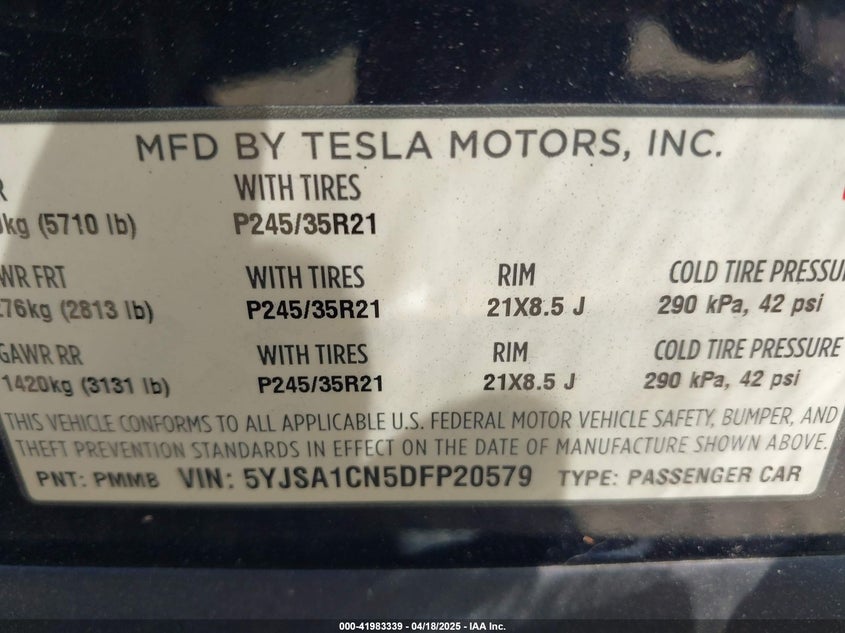 MFD BY TESLA MOTORS, INC.
R WITH TIRES
kg (5710 lb) P245/35R21
WR FRT WITH TIRES RIM COLD TIRE PRESSU
276kg (2813 lb) P245/35R21 21X8.5 J 290 kPa, 42 psi
GAWR RR WITH TIRES RIM COLD TIRE PRESSURE
1420kg (3131 lb) P245/35R21 21X8.5 J 290 kPa, 42 psi
THIS VEHICLE CONFORMS TO ALL APPLICABLE U.S. FEDERAL MOTOR VEHICLE SAFETY, BUMPER, AND
THEFT PREVENTION STANDARDS IN EFFECT ON THE DATE OF MANUFACTURE SHOWN ABOVE.
PNT: PMMB VIN: 5YJSA1CN5DFP20579 TYPE: PASSENGER CAR
000-41983339 - 04/18/2025 - IAA Inc.